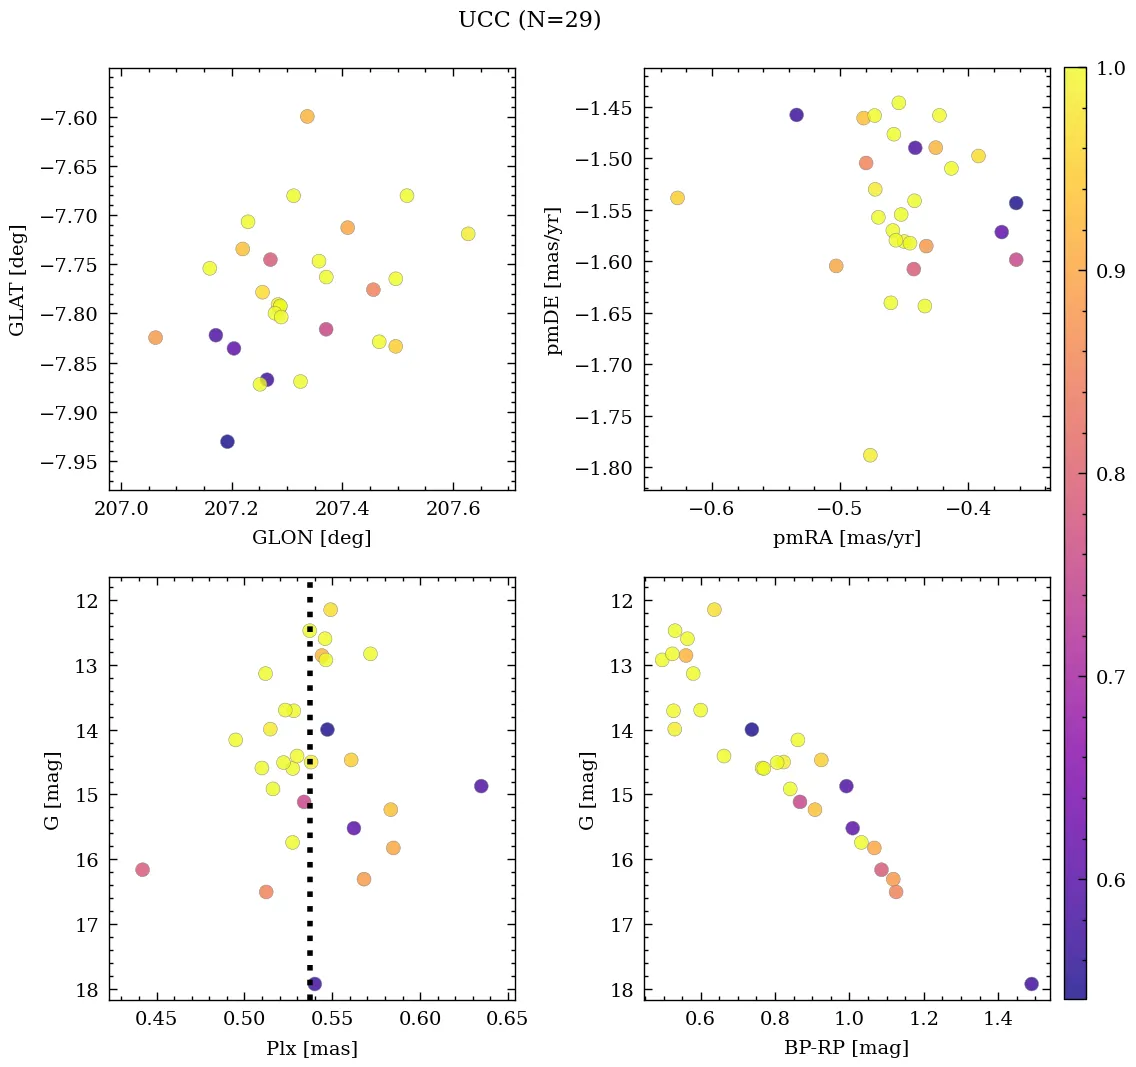 UCC (N=29)
−7.60
−7.65
−7.70
−7.75
−7.80
−7.85
−7.90
−7.95
GLAT [deg]
207.0 207.2 207.4 207.6
GLON [deg]
−1.45
−1.50
−1.55
−1.60
−1.65
−1.70
−1.75
−1.80
pmDE [mas/yr]
−0.6 −0.5 −0.4
pmRA [mas/yr]
12
13
14
15
16
17
18
G [mag]
0.45 0.50 0.55 0.60 0.65
Plx [mas]
12
13
14
15
16
17
18
G [mag]
0.6 0.8 1.0 1.2 1.4
BP-RP [mag]
1.0
0.9
0.8
0.7
0.6